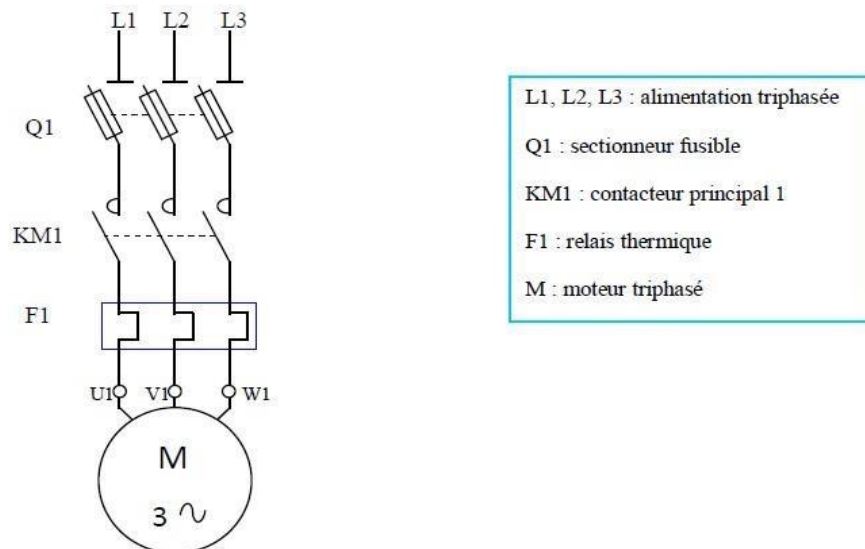 L1 L2 L3
Q1
KM1
F1
U1 V1 W1
M
3 ∿
L1, L2, L3 : alimentation triphasée
Q1 : sectionneur fusible
KM1 : contacteur principal 1
F1 : relais thermique
M : moteur triphasé